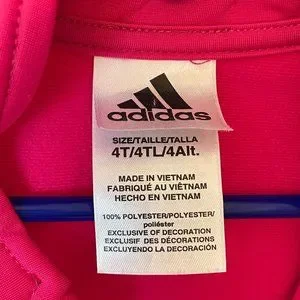 adidas
SIZE/TAILLE/TALLA
4T/4TL/4Alt.
MADE IN VIETNAM
FABRIQUÉ AU VIÊTNAM
HECHO EN VIETNAM
100% POLYESTER/POLYESTER/
poliéster
EXCLUSIVE OF DECORATION
EXCLUSIF DES DÉCORATIONS
EXCLUYENDO LA DECORACIÓN